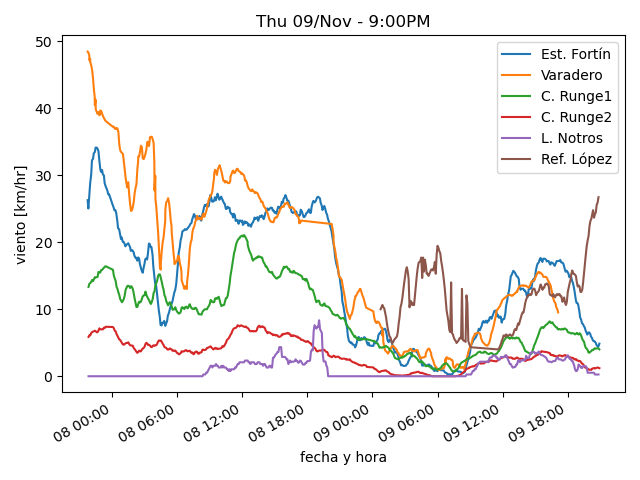 Thu 09/Nov - 9:00PM
50
40
30
20
10
0
viento [km/hr]
Est. Fortín
Varadero
C. Runge1
C. Runge2
L. Notros
Ref. López
08 00:00
08 06:00
08 12:00
08 18:00
09 00:00
09 06:00
09 12:00
09 18:00
fecha y hora